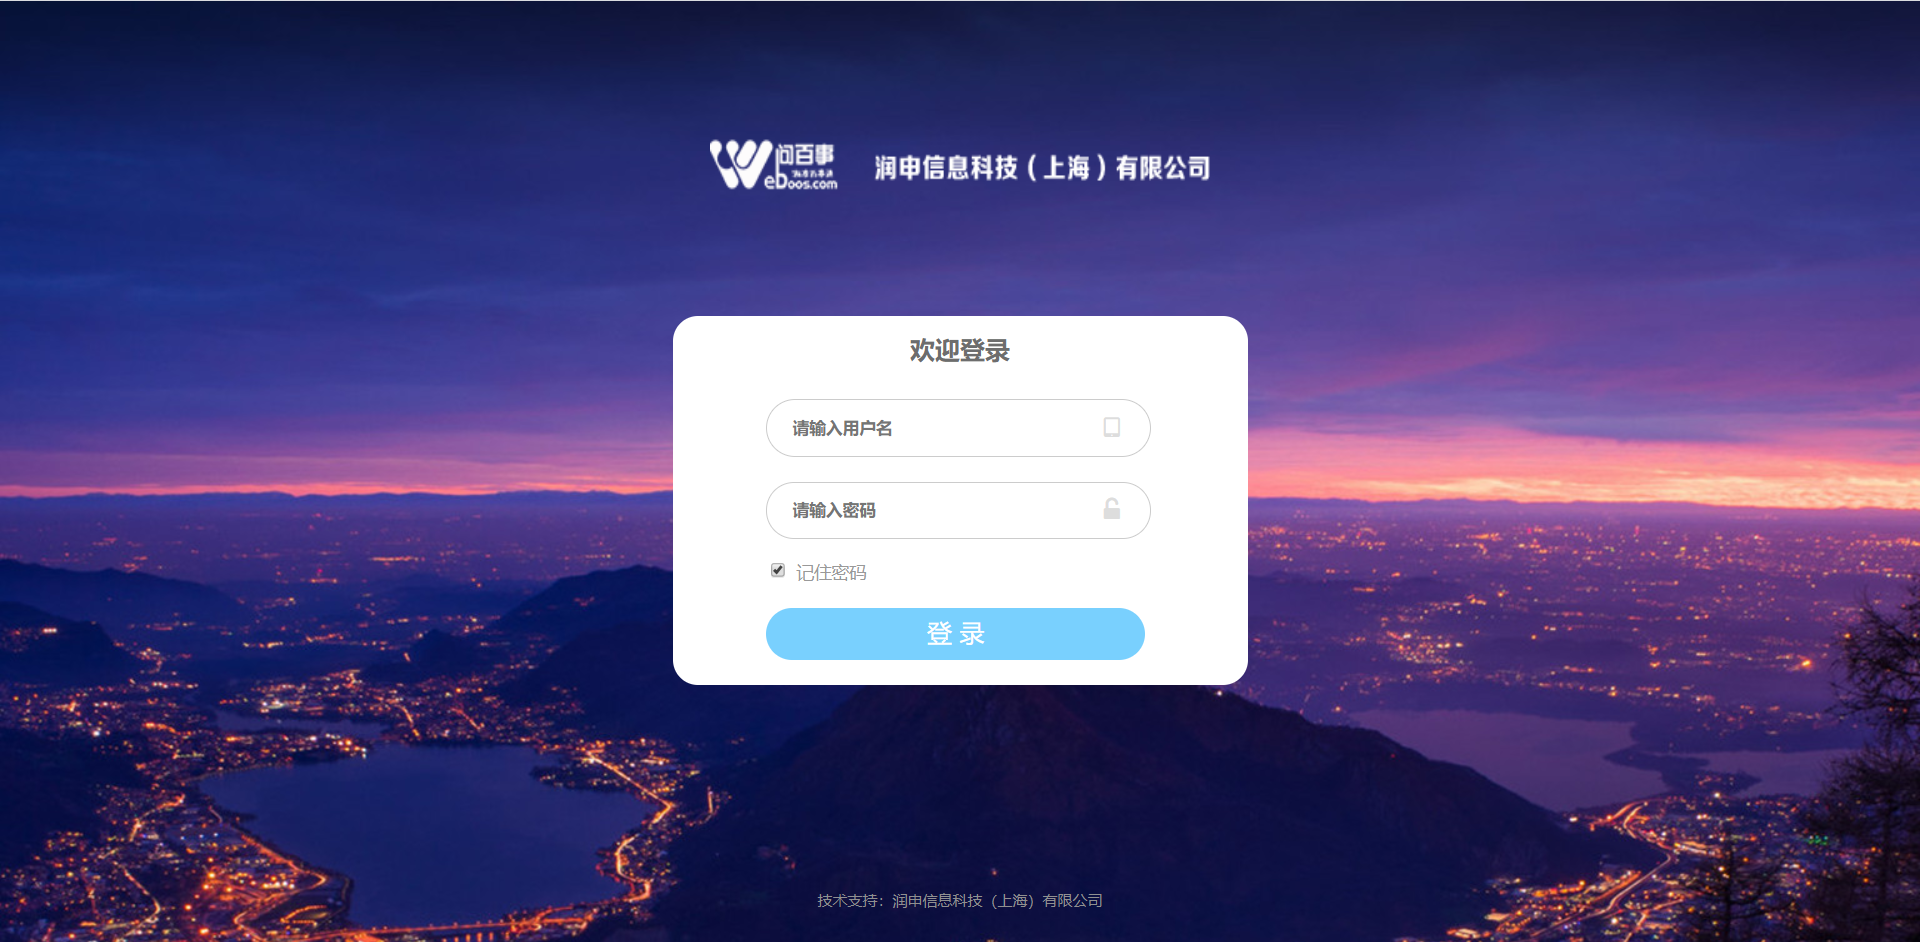 问百事
eboos.com
润申信息科技（上海）有限公司
欢迎登录
请输入用户名
请输入密码
记住密码
登 录
技术支持：润申信息科技（上海）有限公司